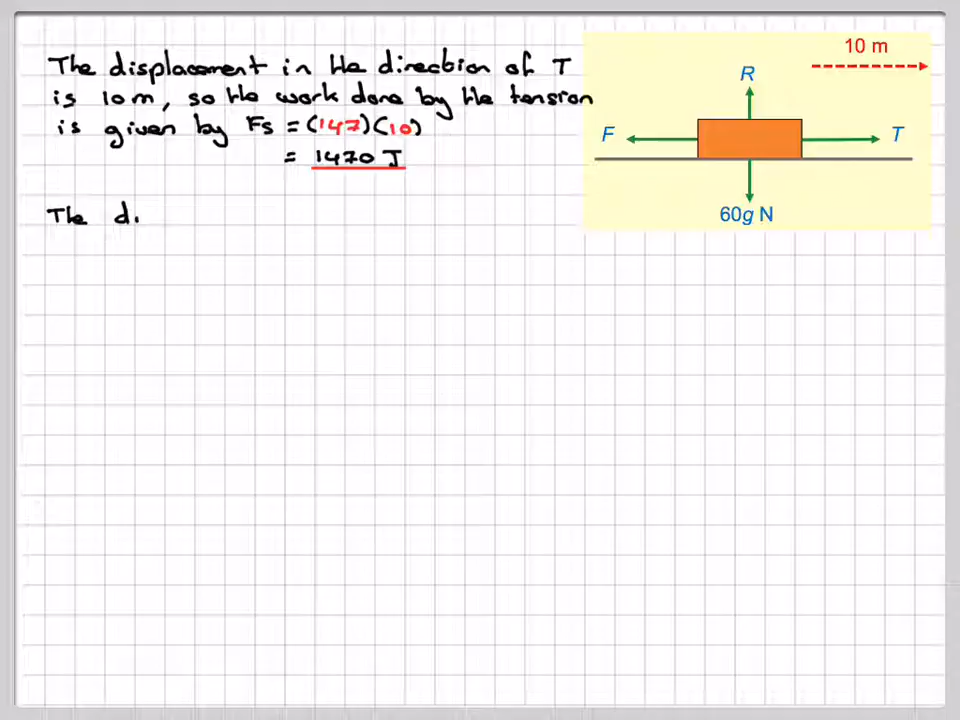 The displacement in the direction of T
is 10m, so the work done by the tension
is given by Fs = (147)(10)
= 1470 J
The d.
10 m
R
F
T
60g N